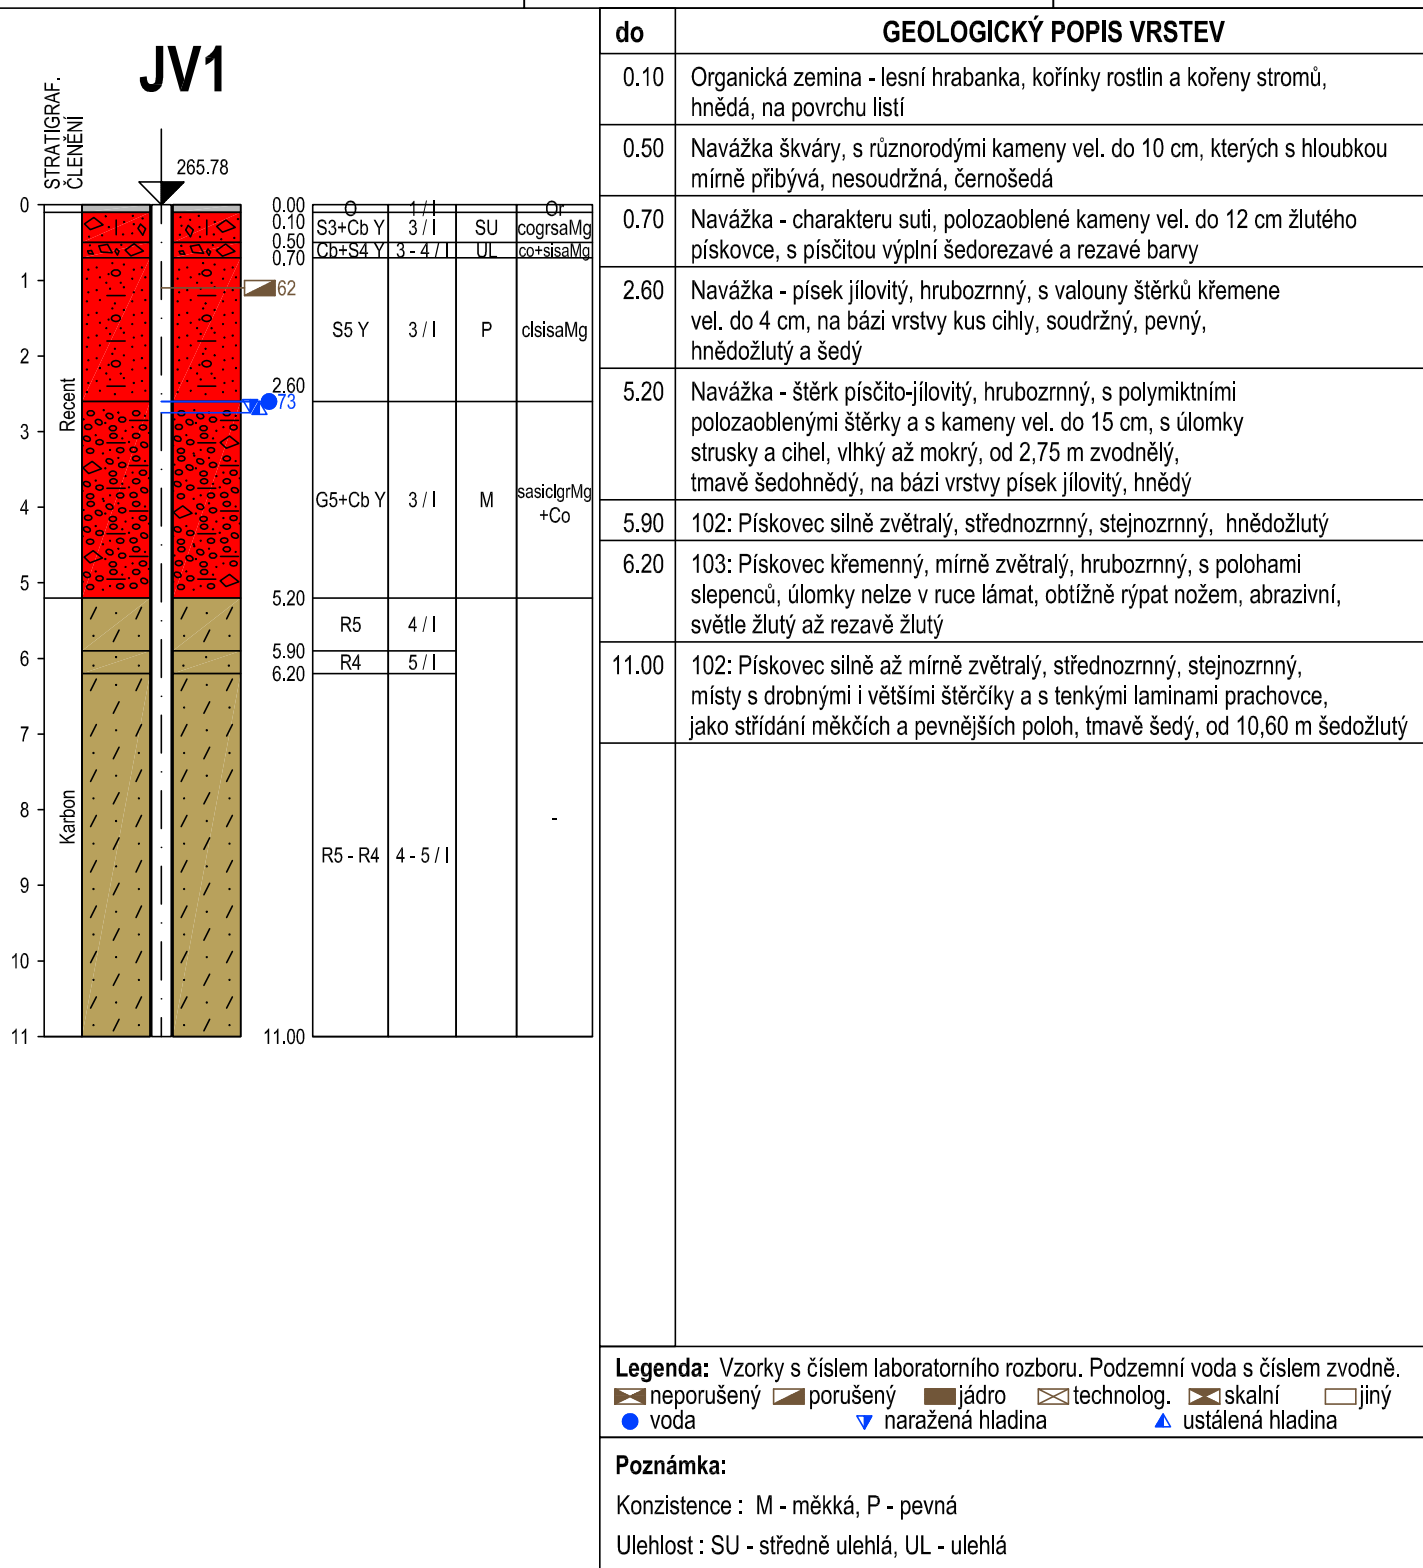 JV1
STRATIGRAF.
ČLENĚNÍ
265.78
0
1
2
3
4
5
6
7
8
9
10
11
Recent
Karbon
62
73
0.00
0.10
0.50
0.70
2.60
5.20
5.90
6.20
11.00
O 1 / I Or
S3+Cb Y 3 / I SU cogrsaMg
Cb+S4 Y 3 - 4 / I UL co+sisaMg
S5 Y 3 / I P clsisaMg
G5+Cb Y 3 / I M sasiclgrMg
+Co
R5 4 / I
R4 5 / I
R5 - R4 4 - 5 / I -
do GEOLOGICKÝ POPIS VRSTEV
0.10 Organická zemina - lesní hrabanka, kořínky rostlin a kořeny stromů,
hnědá, na povrchu listí
0.50 Navážka škváry, s různorodými kameny vel. do 10 cm, kterých s hloubkou
mírně přibývá, nesoudržná, černošedá
0.70 Navážka - charakteru suti, polozaoblené kameny vel. do 12 cm žlutého
pískovce, s písčitou výplní šedorezavé a rezavé barvy
2.60 Navážka - písek jílovitý, hrubozrnný, s valouny štěrků křemene
vel. do 4 cm, na bázi vrstvy kus cihly, soudržný, pevný,
hnědožlutý a šedý
5.20 Navážka - štěrk písčito-jílovitý, hrubozrnný, s polymiktními
polozaoblenými štěrky a s kameny vel. do 15 cm, s úlomky
strusky a cihel, vlhký až mokrý, od 2,75 m zvodnělý,
tmavě šedohnědý, na bázi vrstvy písek jílovitý, hnědý
5.90 102: Pískovec silně zvětralý, střednozrnný, stejnozrnný, hnědožlutý
6.20 103: Pískovec křemenný, mírně zvětralý, hrubozrnný, s polohami
slepenců, úlomky nelze v ruce lámat, obtížně rýpat nožem, abrazivní,
světle žlutý až rezavě žlutý
11.00 102: Pískovec silně až mírně zvětralý, střednozrnný, stejnozrnný,
místy s drobnými i většími štěrčíky a s tenkými laminami prachovce,
jako střídání měkčích a pevnějších poloh, tmavě šedý, od 10,60 m šedožlutý
Legenda: Vzorky s číslem laboratorního rozboru. Podzemní voda s číslem zvodně.
neporušený porušený jádro technolog. skalní jiný
voda naražená hladina ustálená hladina
Poznámka:
Konzistence : M - měkká, P - pevná
Ulehlost : SU - středně ulehlá, UL - ulehlá